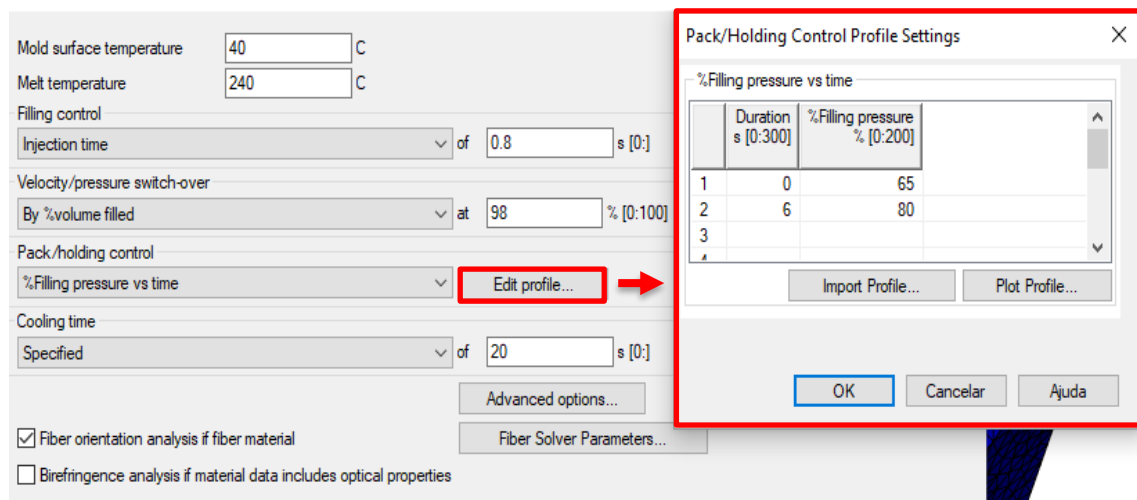 Mold surface temperature 40 C
Melt temperature 240 C
Filling control
Injection time of 0.8 s [0:]
Velocity/pressure switch-over
By %volume filled at 98 % [0:100]
Pack/holding control
%Filling pressure vs time Edit profile...
Cooling time
Specified of 20 s [0:]
Advanced options...
Fiber orientation analysis if fiber material Fiber Solver Parameters...
Birefringence analysis if material data includes optical properties
Pack/Holding Control Profile Settings
%Filling pressure vs time
Duration %Filling pressure
s [0:300] % [0:200]
1 0 65
2 6 80
3
Import Profile... Plot Profile...
OK Cancelar Ajuda